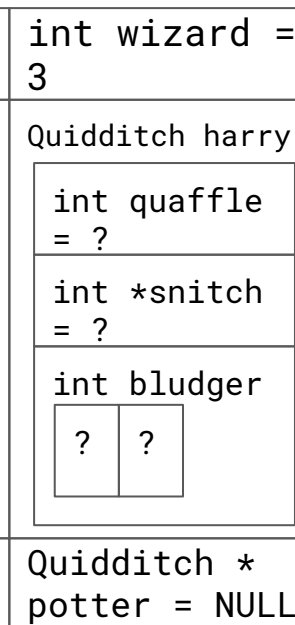 int wizard =
3
Quidditch harry
int quaffle
= ?
int *snitch
= ?
int bludger
? ?
Quidditch *
potter = NULL